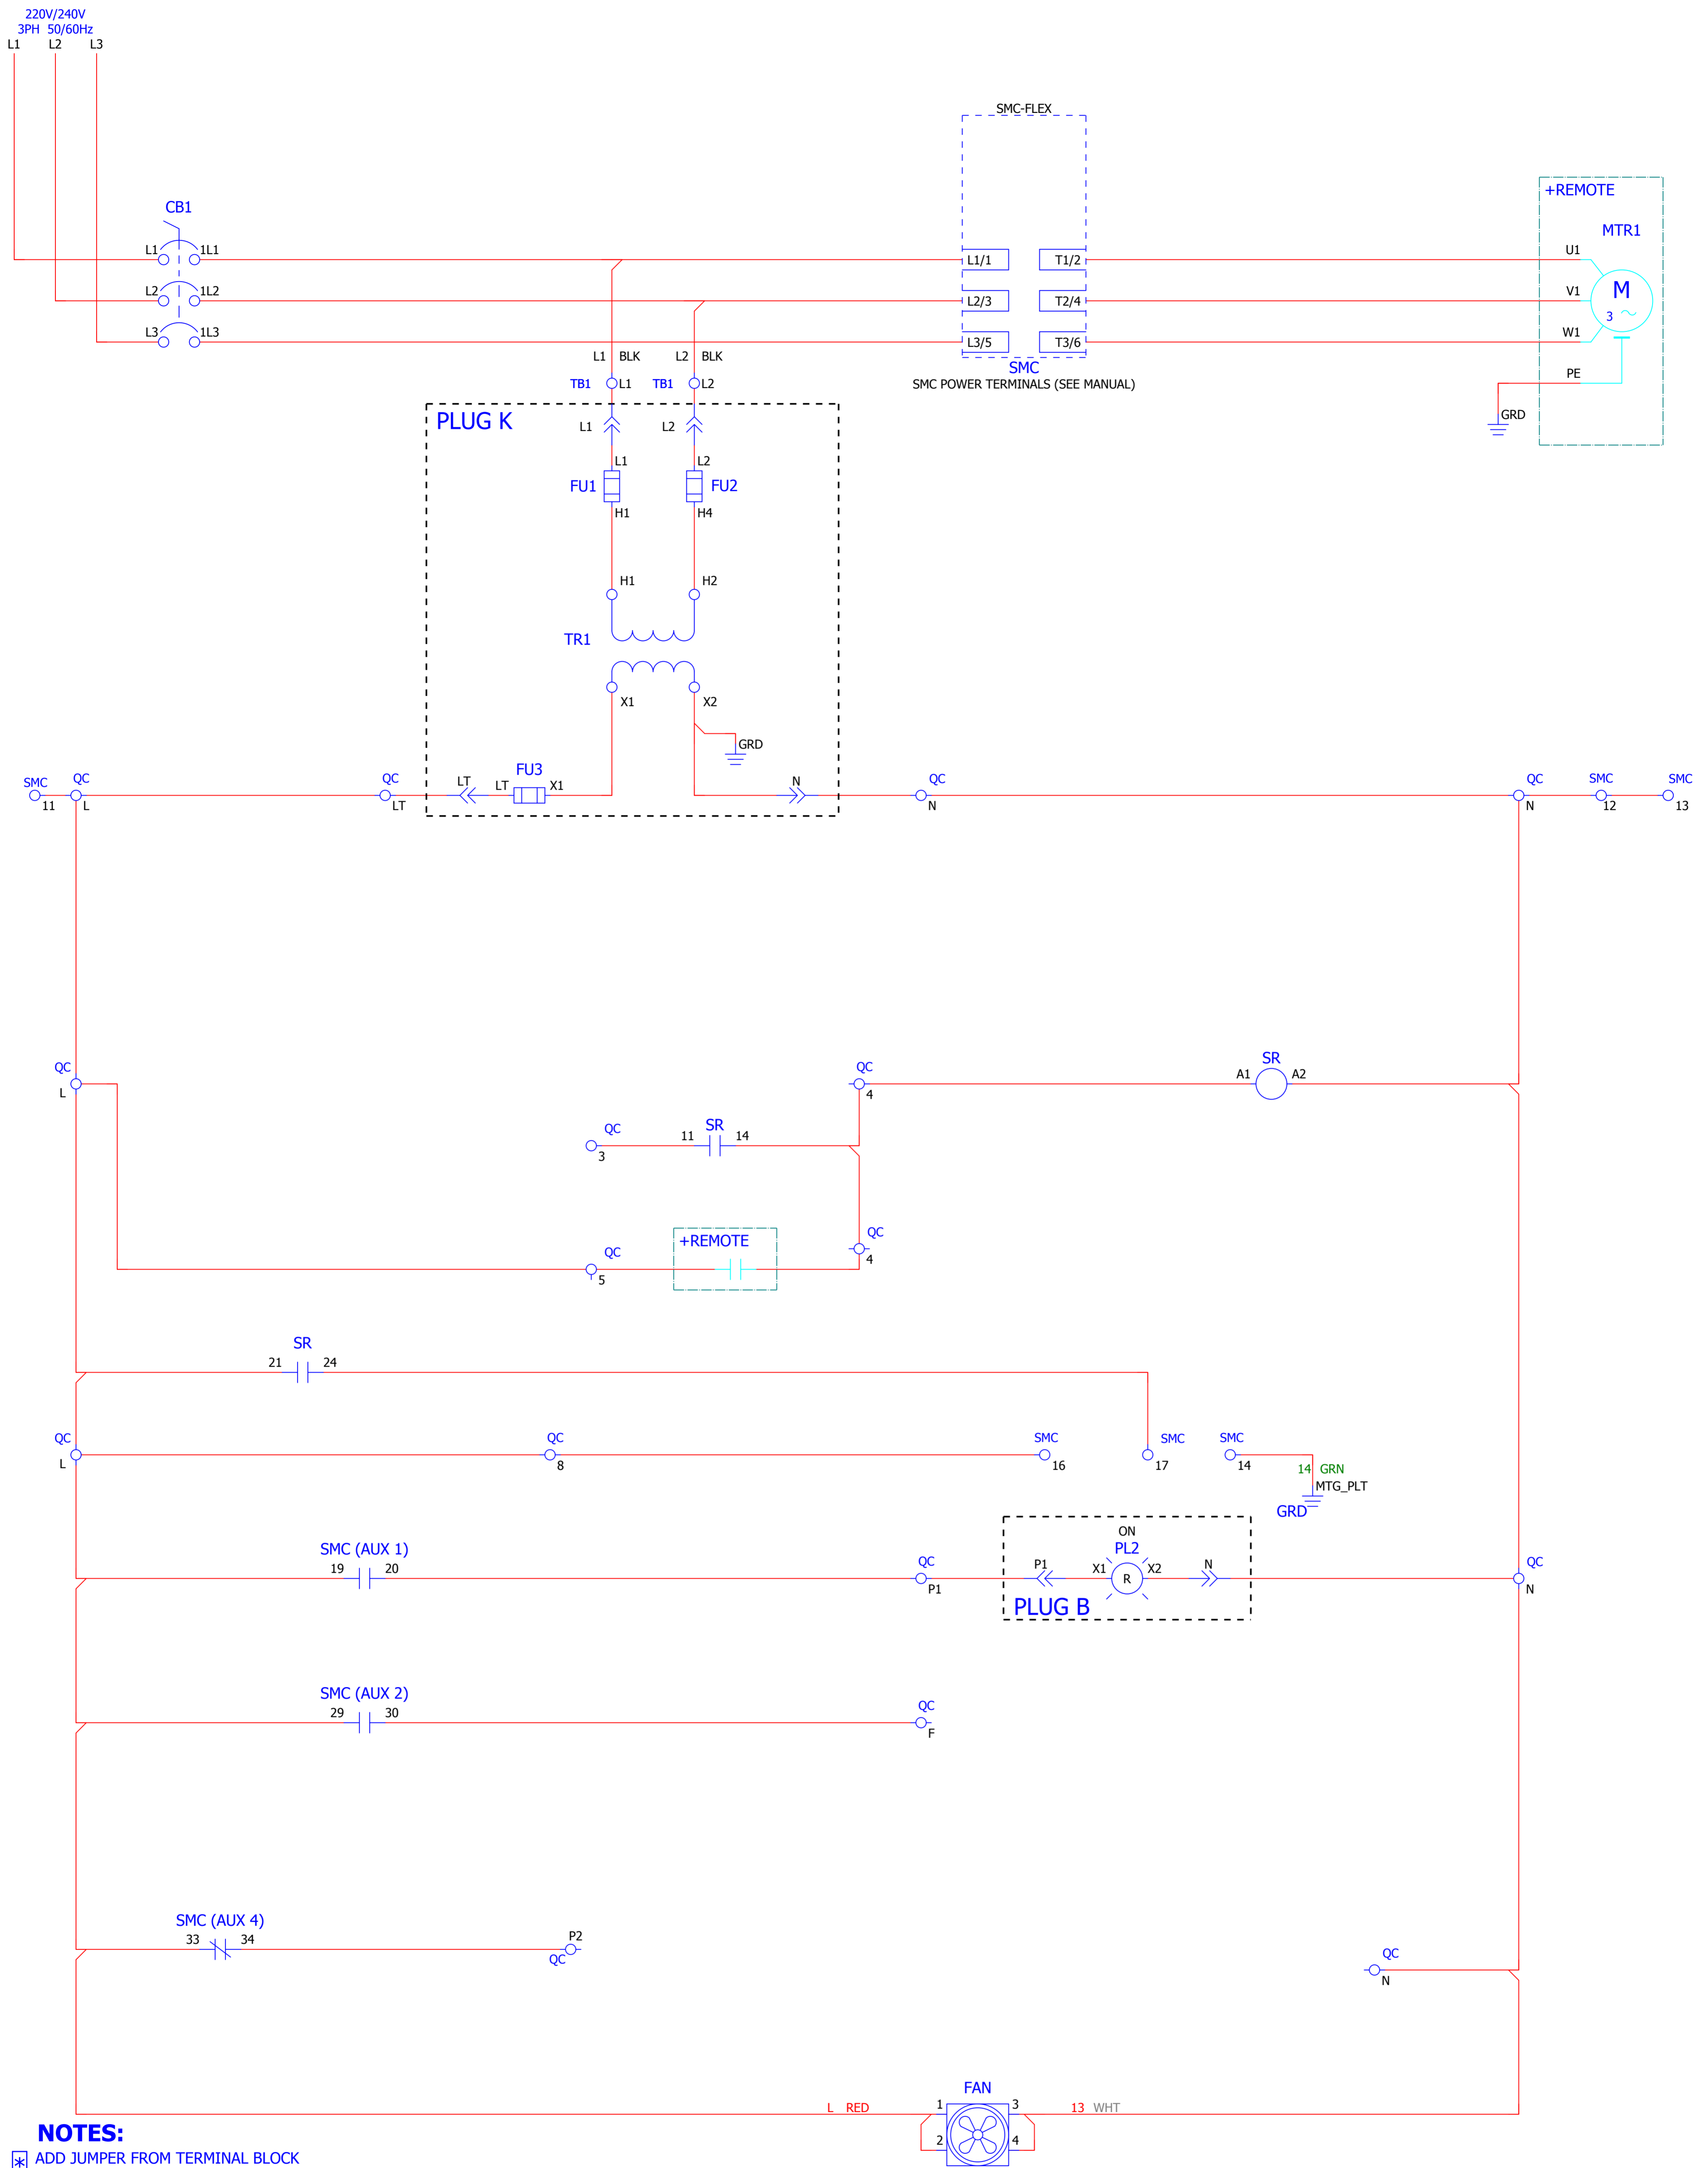 220V/240V
3PH 50/60Hz
L1 L2 L3
SMC-FLEX
+REMOTE
CB1
MTR1
L1 1L1 L1/1 T1/2 U1
L2 1L2 L2/3 T2/4 V1 M
3
L3 1L3 L3/5 T3/6 W1
L1 BLK L2 BLK
SMC
PE
TB1 L1 TB1 L2
SMC POWER TERMINALS (SEE MANUAL)
GRD
PLUG K
L1 L2
L1 L2
FU1 FU2
H1 H4
H1 H2
TR1
X1 X2
GRD
FU3
SMC QC QC LT LT X1 N QC QC SMC SMC
11 L LT N N 12 13
QC QC SR
L 4 A1 A2
QC SR
3 11 14
QC +REMOTE QC
5 4
SR
21 24
QC QC SMC SMC SMC
L 8 16 17 14
14 GRN
MTG_PLT
GRD
ON
SMC (AUX 1) PL2
19 20 QC P1 X1 R X2 N QC
P1 N
PLUG B
SMC (AUX 2)
29 30 QC
F
SMC (AUX 4)
33 34 P2
QC
QC
N
FAN
L RED 1 3 13 WHT
2 4
NOTES:
* ADD JUMPER FROM TERMINAL BLOCK